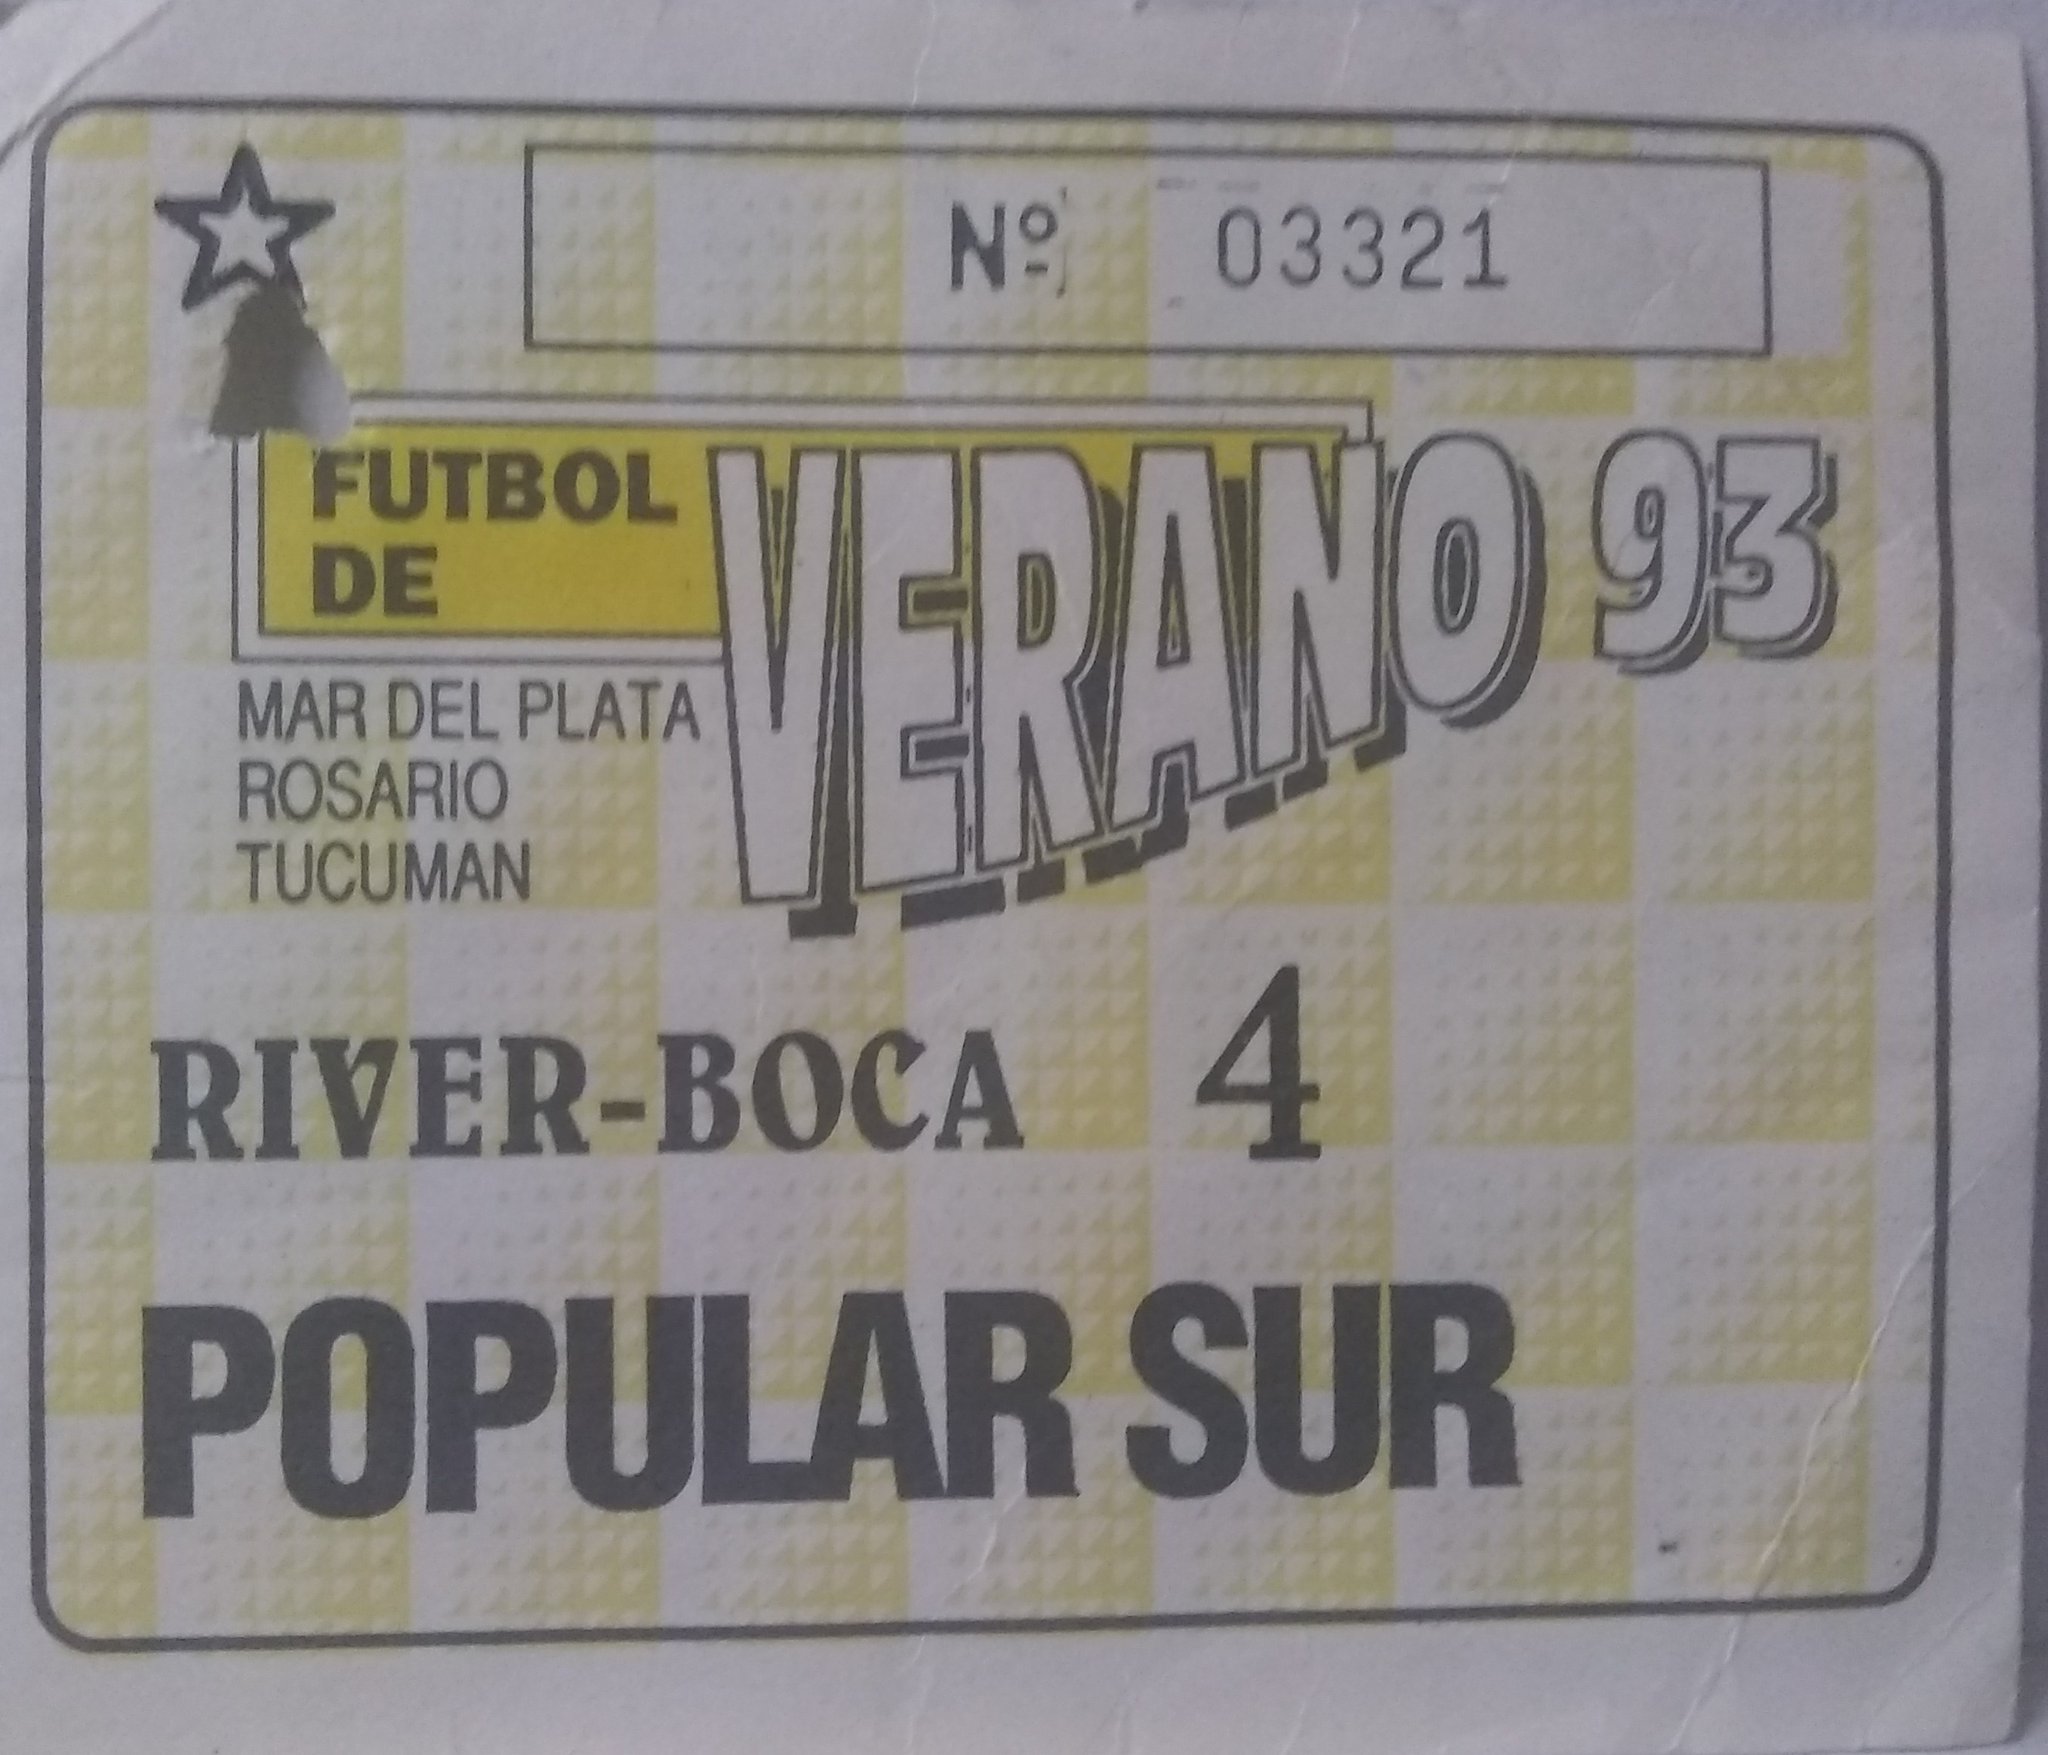 Nº 03321
FUTBOL
DE
VERANO 93
MAR DEL PLATA
ROSARIO
TUCUMAN
RIVER-BOCA 4
POPULAR SUR